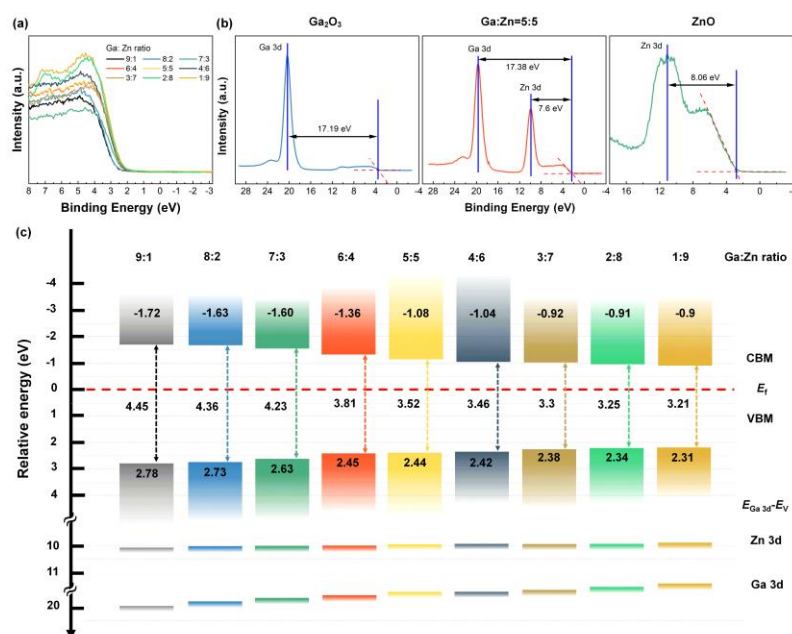 (a)
Ga: Zn ratio
9:1 8:2 7:3
6:4 5:5 4:6
3:7 2:8 1:9
Intensity (a.u.)
8 7 6 5 4 3 2 1 0 -1 -2 -3
Binding Energy (eV)
(b)
Ga₂O₃ Ga:Zn=5:5 ZnO
Intensity (a.u.)
Ga 3d
17.19 eV
28 24 20 16 12 8 4 0 -4
Ga 3d
17.38 eV
Zn 3d
7.6 eV
28 24 20 16 12 8 4 0 -4
Zn 3d
8.06 eV
16 12 8 4 0 -4
Binding Energy (eV)
(c)
9:1 8:2 7:3 6:4 5:5 4:6 3:7 2:8 1:9 Ga:Zn ratio
-4
-3
-1.72 -1.63 -1.60 -1.36 -1.08 -1.04 -0.92 -0.91 -0.9
-2
-1 CBM
0 E_f
4.45 4.36 4.23 3.81 3.52 3.46 3.3 3.25 3.21
1 VBM
2
3
2.78 2.73 2.63 2.45 2.44 2.42 2.38 2.34 2.31
4 E_Ga 3d-E_V
10 Zn 3d
11
Ga 3d
20
Relative energy (eV)